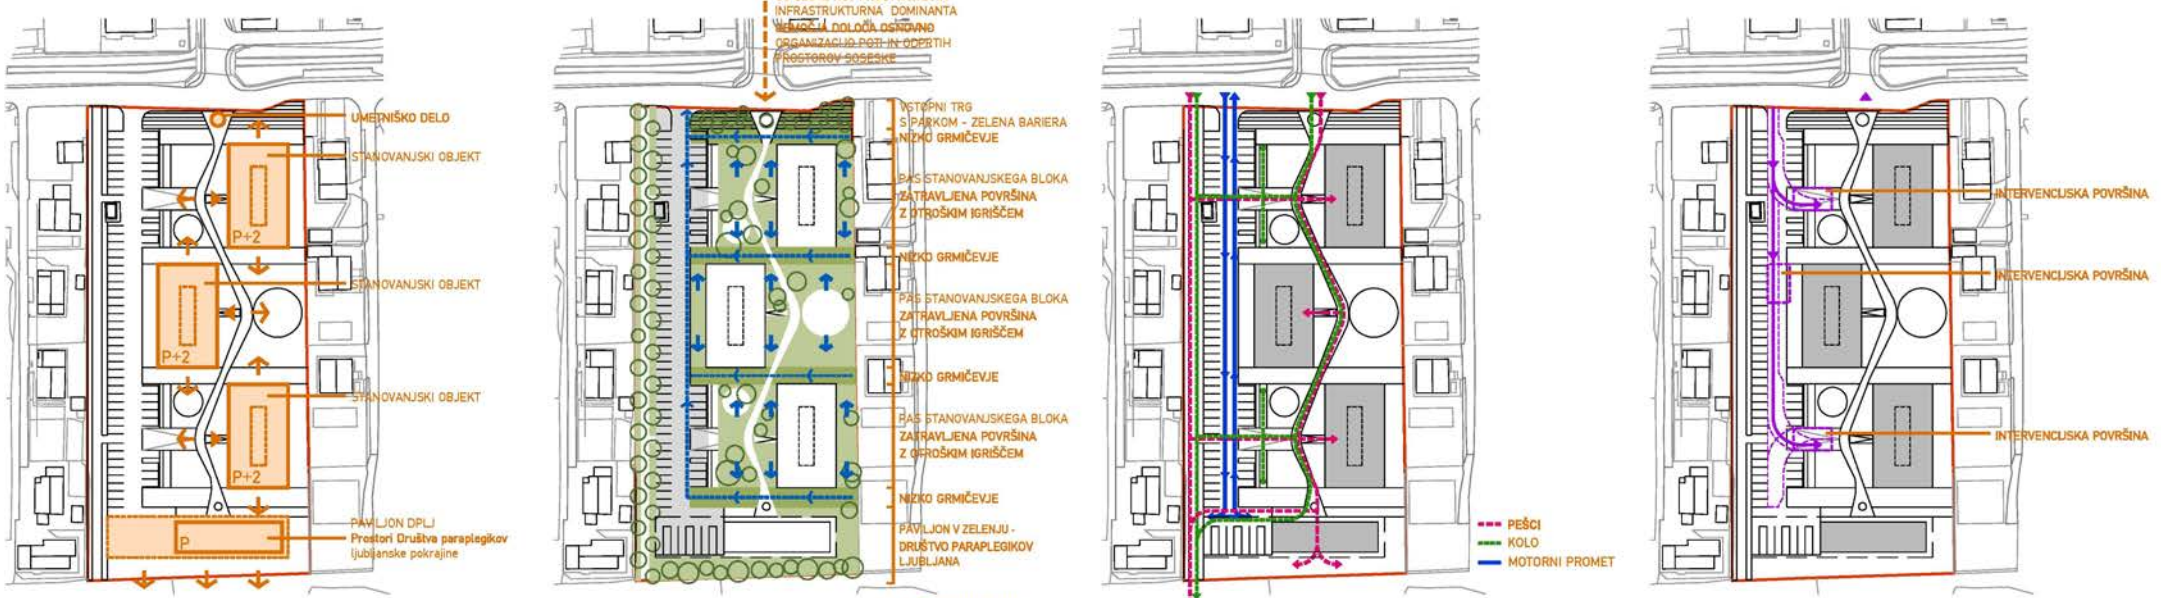 UMETNIŠKO DELO
STANOVANJSKI OBJEKT
P+2
STANOVANJSKI OBJEKT
P+2
STANOVANJSKI OBJEKT
P+2
PAVILJON DPLJ
P
Prostori Društva paraplegikov
ljubljanske pokrajine
INFRASTRUKTURNA DOMINANTA
OBMOČJA DOLOČA OSNOVNO
ORGANIZACIJO POTI IN ODPRTIH
PROSTOROV SOSESKE
VSTOPNI TRG
S PARKOM - ZELENA BARIERA
NIZKO GRMIČEVJE
PAS STANOVANJSKEGA BLOKA
ZATRAVLJENA POVRŠINA
Z OTROŠKIM IGRIŠČEM
NIZKO GRMIČEVJE
PAS STANOVANJSKEGA BLOKA
ZATRAVLJENA POVRŠINA
Z OTROŠKIM IGRIŠČEM
NIZKO GRMIČEVJE
PAS STANOVANJSKEGA BLOKA
ZATRAVLJENA POVRŠINA
Z OTROŠKIM IGRIŠČEM
NIZKO GRMIČEVJE
PAVILJON V ZELENJU -
DRUŠTVO PARAPLEGIKOV
LJUBLJANA
PEŠCI
KOLO
MOTORNI PROMET
INTERVENCIJSKA POVRŠINA
INTERVENCIJSKA POVRŠINA
INTERVENCIJSKA POVRŠINA